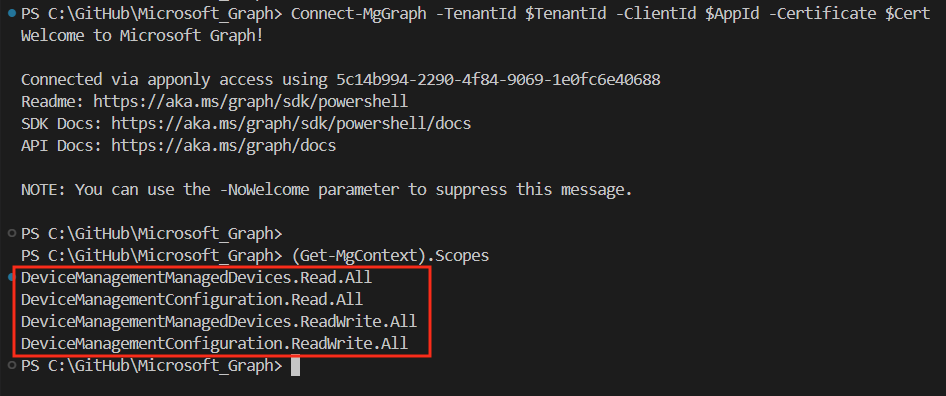 PS C:\GitHub\Microsoft_Graph> Connect-MgGraph -TenantId $TenantId -ClientId $AppId -Certificate $Cert
Welcome to Microsoft Graph!
Connected via apponly access using 5c14b994-2290-4f84-9069-1e0fc6e40688
Readme: https://aka.ms/graph/sdk/powershell
SDK Docs: https://aka.ms/graph/sdk/powershell/docs
API Docs: https://aka.ms/graph/docs
NOTE: You can use the -NoWelcome parameter to suppress this message.
PS C:\GitHub\Microsoft_Graph>
PS C:\GitHub\Microsoft_Graph> (Get-MgContext).Scopes
DeviceManagementManagedDevices.Read.All
DeviceManagementConfiguration.Read.All
DeviceManagementManagedDevices.ReadWrite.All
DeviceManagementConfiguration.ReadWrite.All
PS C:\GitHub\Microsoft_Graph>